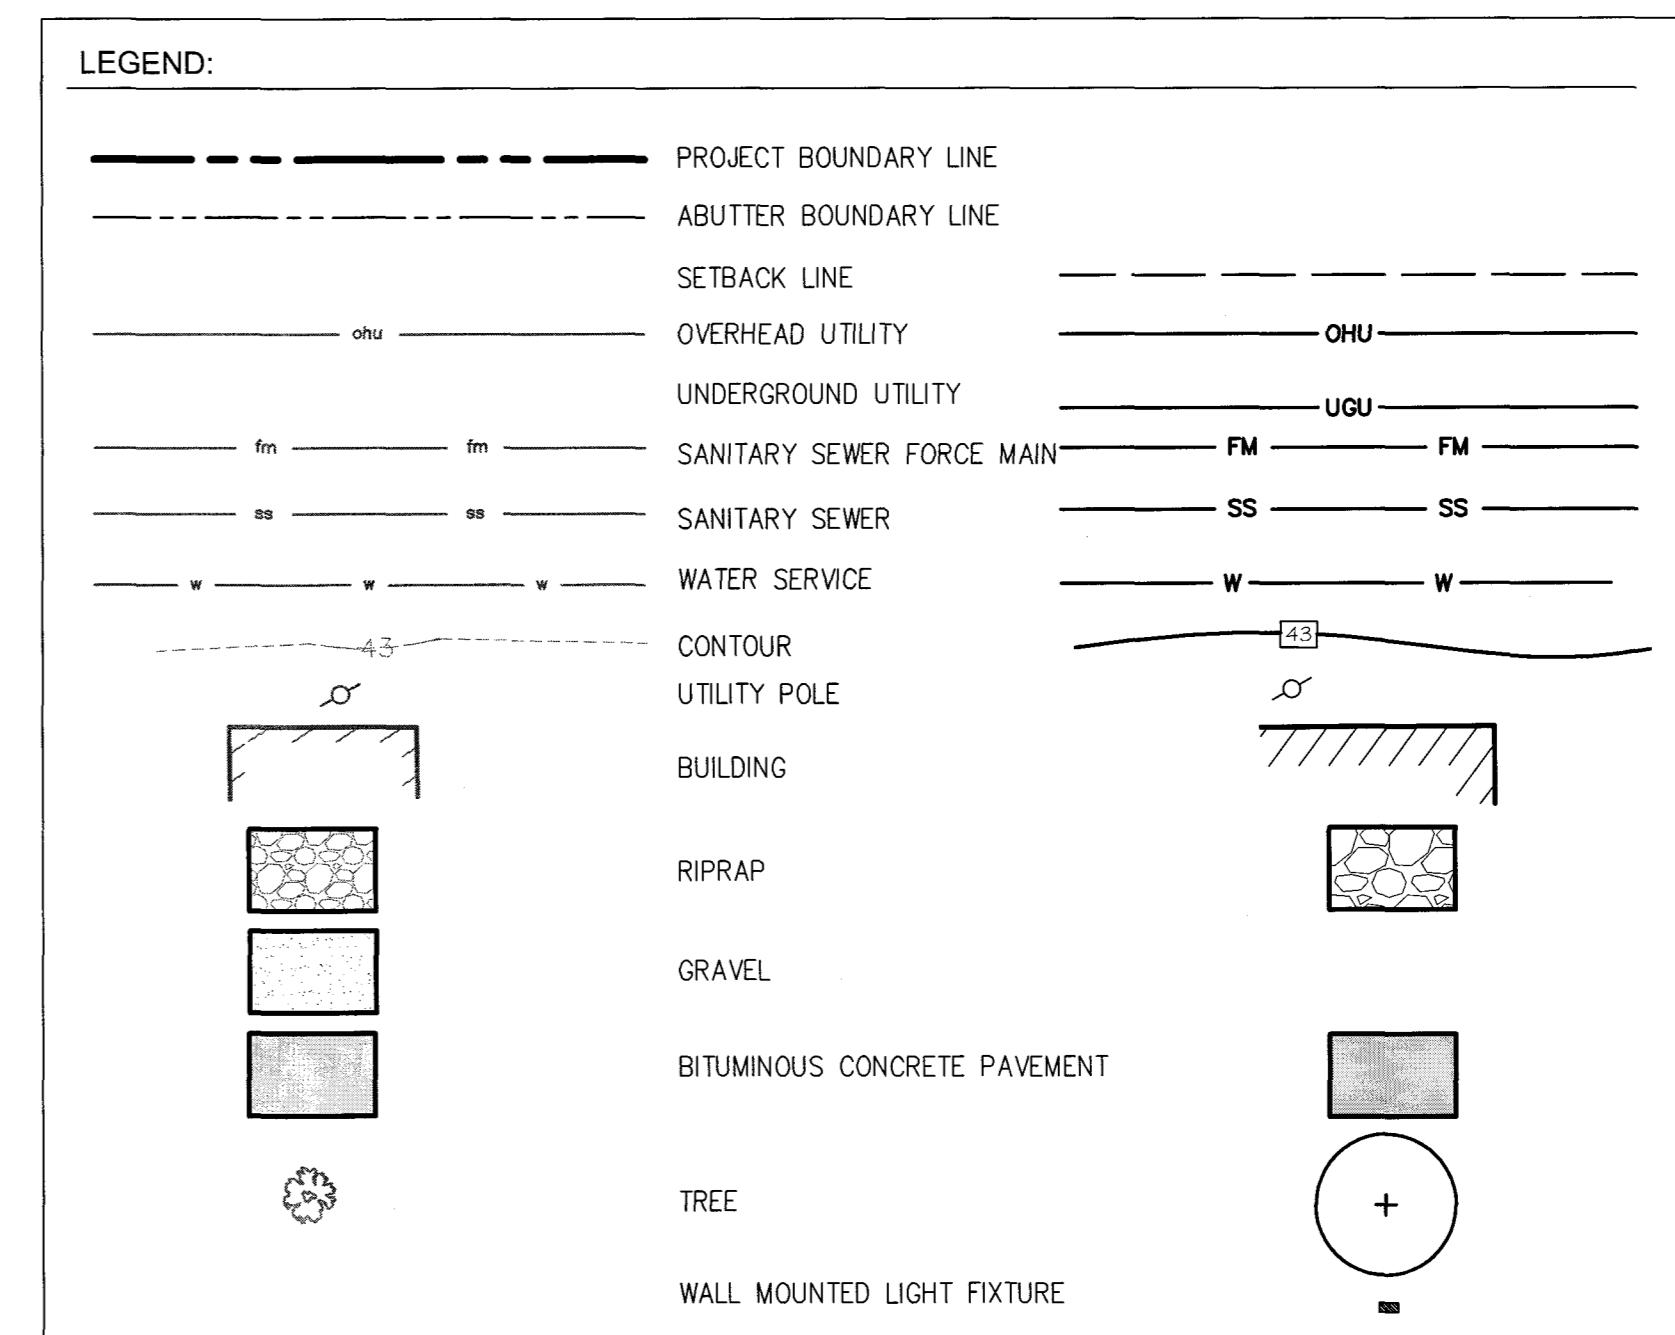 LEGEND:
PROJECT BOUNDARY LINE
ABUTTER BOUNDARY LINE
SETBACK LINE
ohu OVERHEAD UTILITY OHU
UNDERGROUND UTILITY UGU
fm fm SANITARY SEWER FORCE MAIN FM FM
ss ss SANITARY SEWER SS SS
w w w WATER SERVICE W W
43 CONTOUR 43
UTILITY POLE
BUILDING
RIPRAP
GRAVEL
BITUMINOUS CONCRETE PAVEMENT
TREE
WALL MOUNTED LIGHT FIXTURE